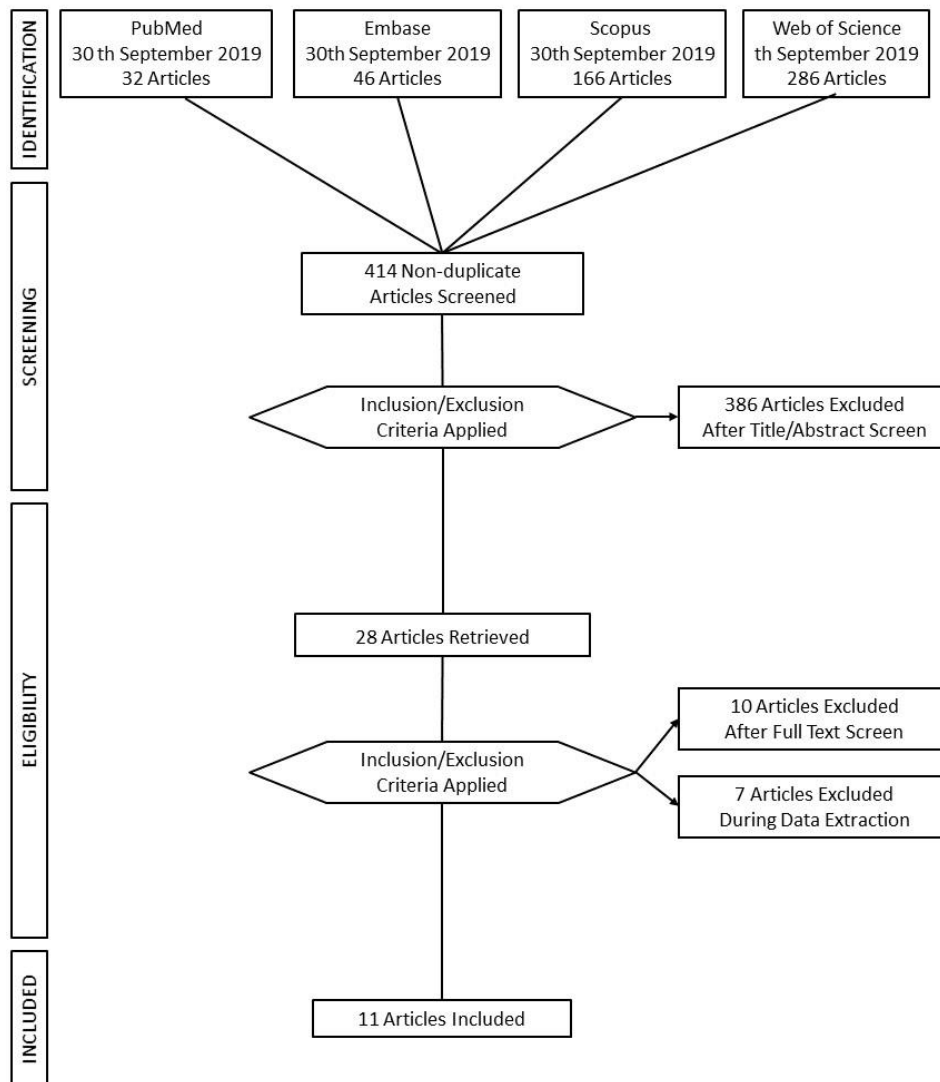 IDENTIFICATION
PubMed
30 th September 2019
32 Articles
Embase
30th September 2019
46 Articles
Scopus
30th September 2019
166 Articles
Web of Science
th September 2019
286 Articles
SCREENING
414 Non-duplicate
Articles Screened
Inclusion/Exclusion
Criteria Applied
386 Articles Excluded
After Title/Abstract Screen
ELIGIBILITY
28 Articles Retrieved
Inclusion/Exclusion
Criteria Applied
10 Articles Excluded
After Full Text Screen
7 Articles Excluded
During Data Extraction
INCLUDED
11 Articles Included